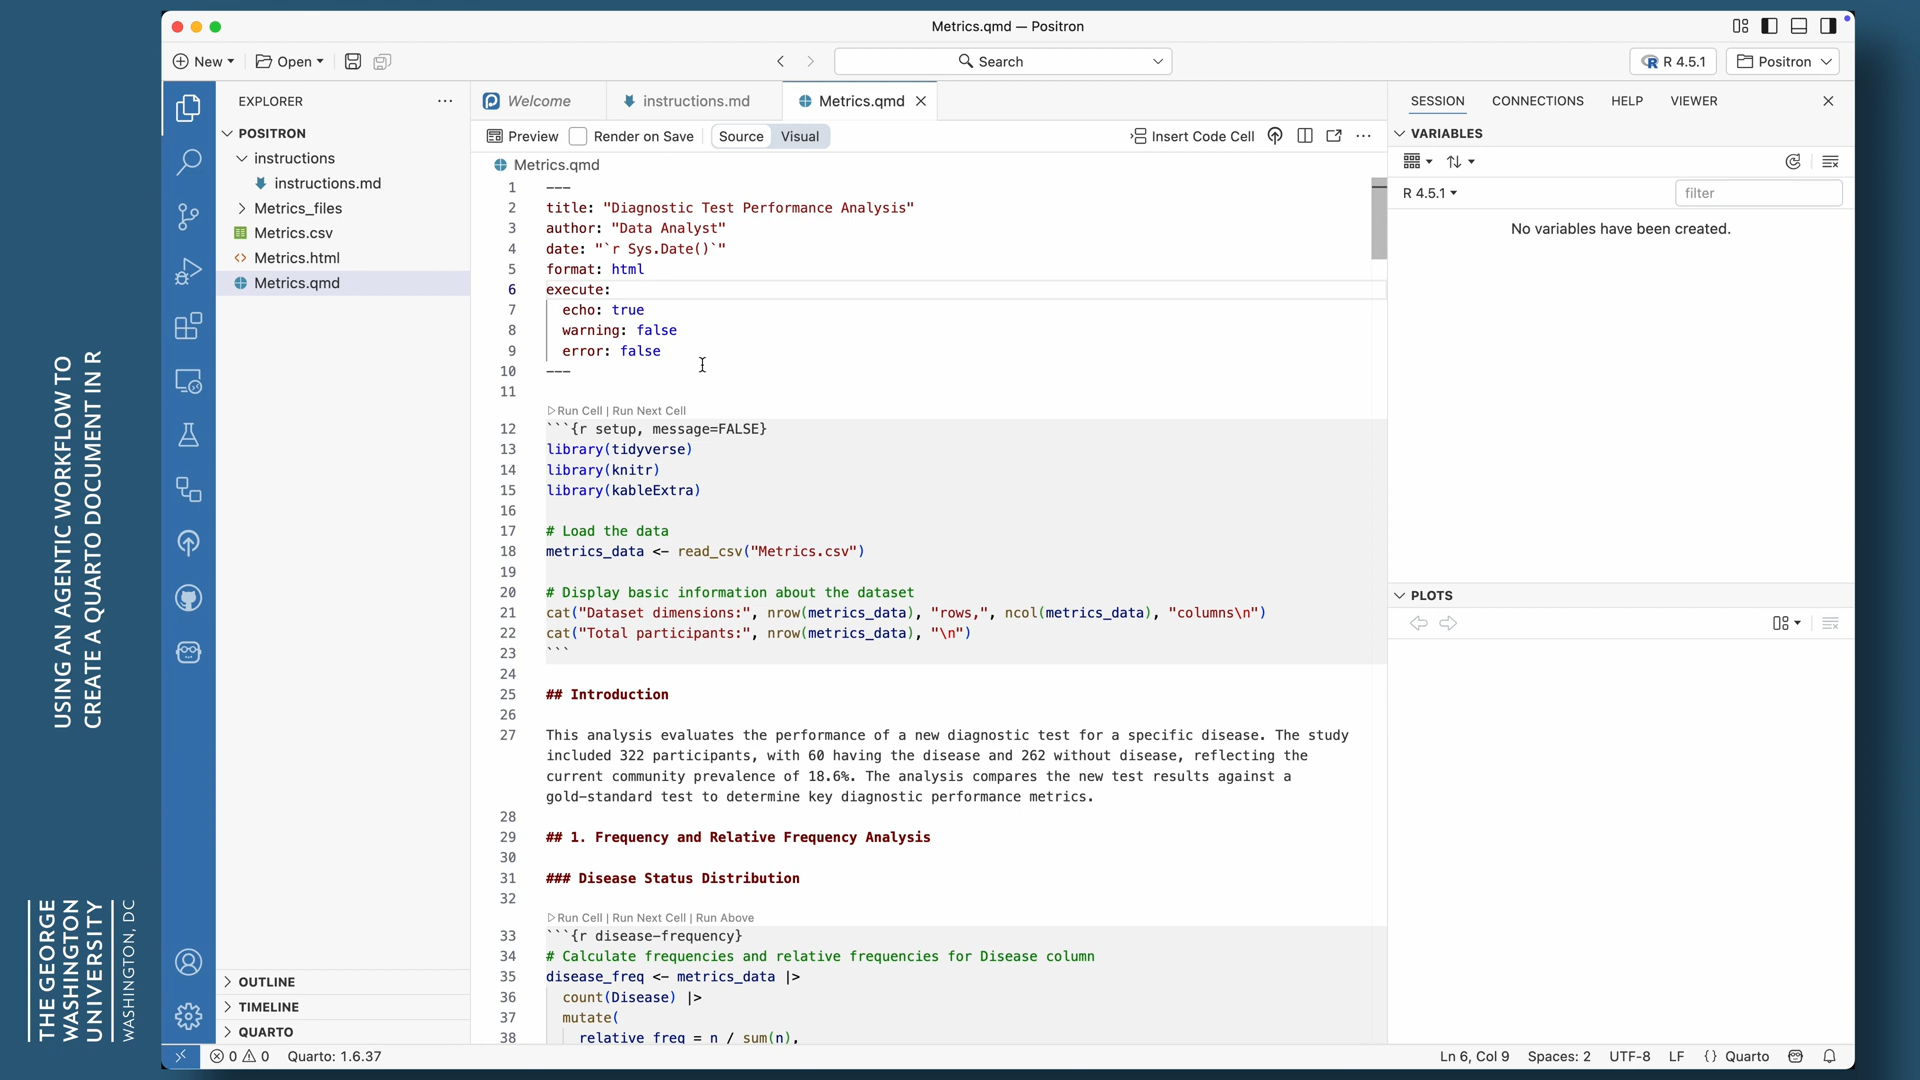 USING AN AGENTIC WORKFLOW TO
CREATE A QUARTO DOCUMENT IN R
THE GEORGE
WASHINGTON
UNIVERSITY
WASHINGTON, DC
Metrics.qmd — Positron
New
Open
Search
R 4.5.1
Positron
EXPLORER
POSITRON
instructions
instructions.md
Metrics_files
Metrics.csv
Metrics.html
Metrics.qmd
OUTLINE
TIMELINE
QUARTO
Welcome
instructions.md
Metrics.qmd
Preview
Render on Save
Source
Visual
Insert Code Cell
Metrics.qmd
1 ---
2 title: "Diagnostic Test Performance Analysis"
3 author: "Data Analyst"
4 date: "`r Sys.Date()`"
5 format: html
6 execute:
7 echo: true
8 warning: false
9 error: false
10 ---
11
Run Cell | Run Next Cell
12 ```{r setup, message=FALSE}
13 library(tidyverse)
14 library(knitr)
15 library(kableExtra)
16
17 # Load the data
18 metrics_data <- read_csv("Metrics.csv")
19
20 # Display basic information about the dataset
21 cat("Dataset dimensions:", nrow(metrics_data), "rows,", ncol(metrics_data), "columns\n")
22 cat("Total participants:", nrow(metrics_data), "\n")
23 ```
24
25 ## Introduction
26
27 This analysis evaluates the performance of a new diagnostic test for a specific disease. The study
included 322 participants, with 60 having the disease and 262 without disease, reflecting the
current community prevalence of 18.6%. The analysis compares the new test results against a
gold-standard test to determine key diagnostic performance metrics.
28
29 ## 1. Frequency and Relative Frequency Analysis
30
31 ### Disease Status Distribution
32
Run Cell | Run Next Cell | Run Above
33 ```{r disease-frequency}
34 # Calculate frequencies and relative frequencies for Disease column
35 disease_freq <- metrics_data |>
36 count(Disease) |>
37 mutate(
38 relative_freq = n / sum(n),
SESSION
CONNECTIONS
HELP
VIEWER
VARIABLES
R 4.5.1
filter
No variables have been created.
PLOTS
0
0
Quarto: 1.6.37
Ln 6, Col 9
Spaces: 2
UTF-8
LF
{} Quarto